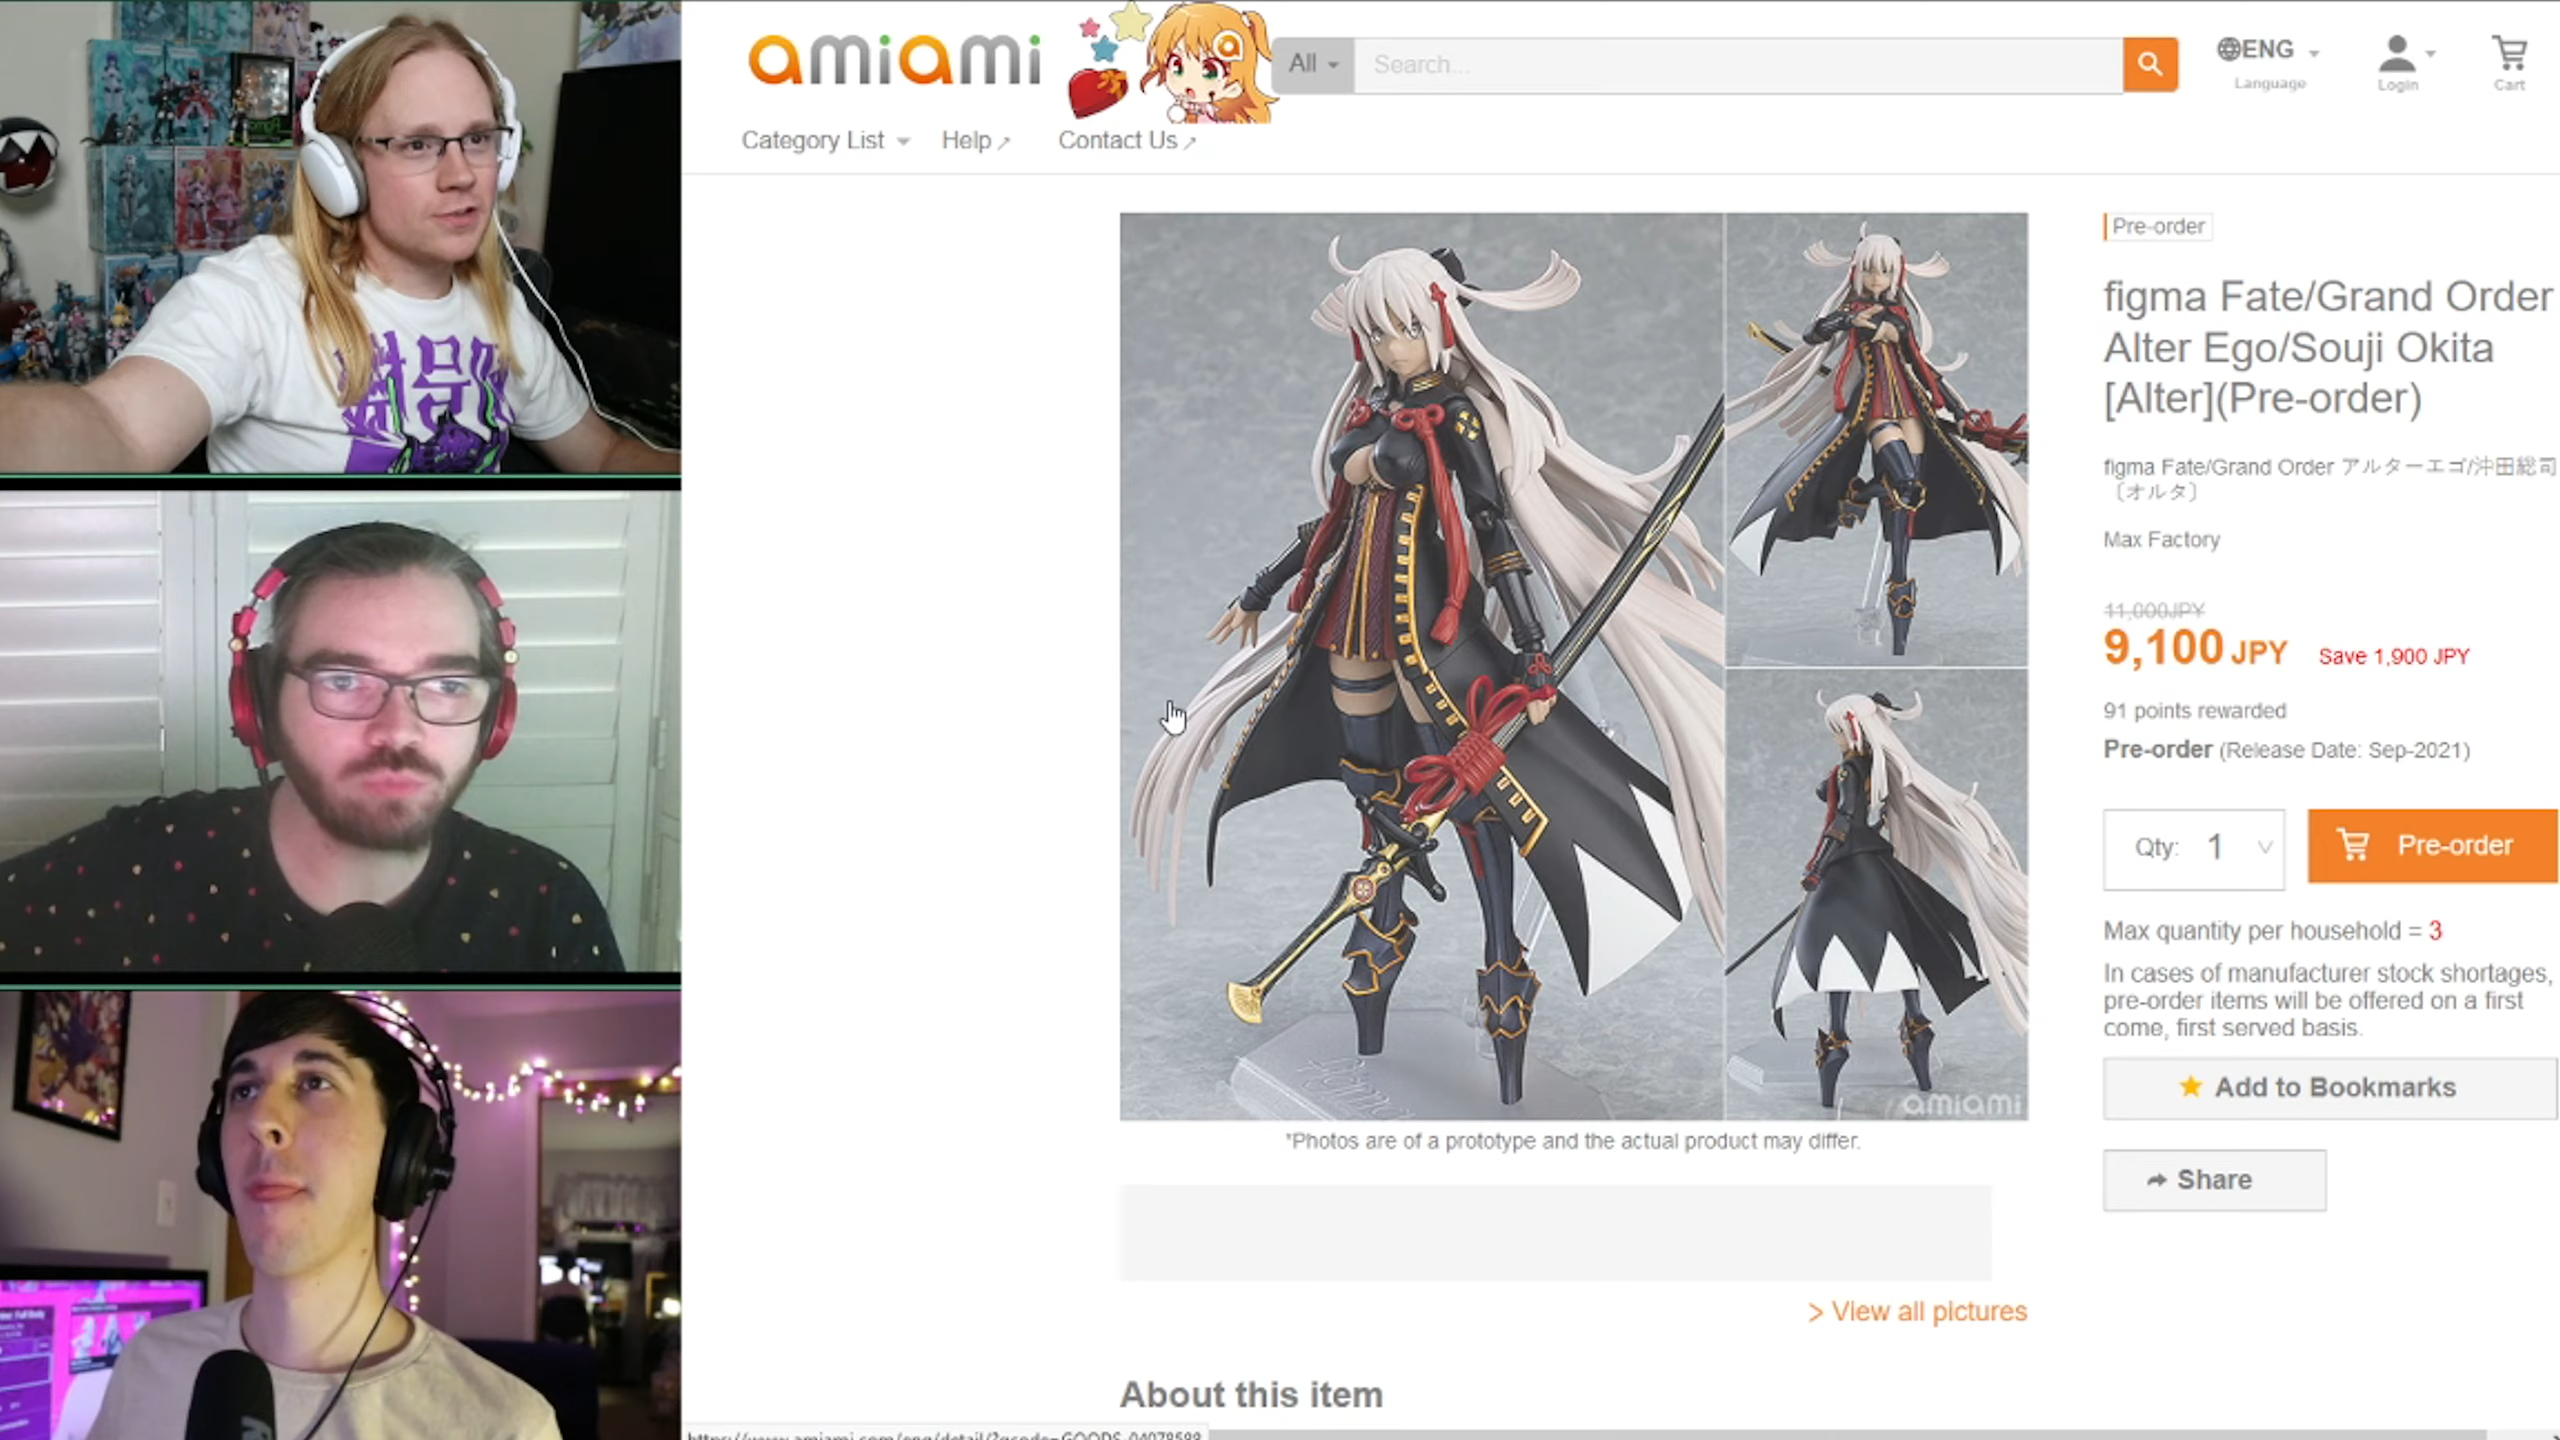 amiami
All
Search...
ENG
Language
Login
Cart
Category List
Help
Contact Us
Pre-order
figma Fate/Grand Order
Alter Ego/Souji Okita
[Alter](Pre-order)
figma Fate/Grand Order アルターエゴ/沖田総司
〔オルタ〕
Max Factory
11,000JPY
9,100 JPY Save 1,900 JPY
91 points rewarded
Pre-order (Release Date: Sep-2021)
Qty: 1
Pre-order
Max quantity per household = 3
In cases of manufacturer stock shortages,
pre-order items will be offered on a first
come, first served basis.
Add to Bookmarks
Share
figma
amiami
*Photos are of a prototype and the actual product may differ.
> View all pictures
About this item